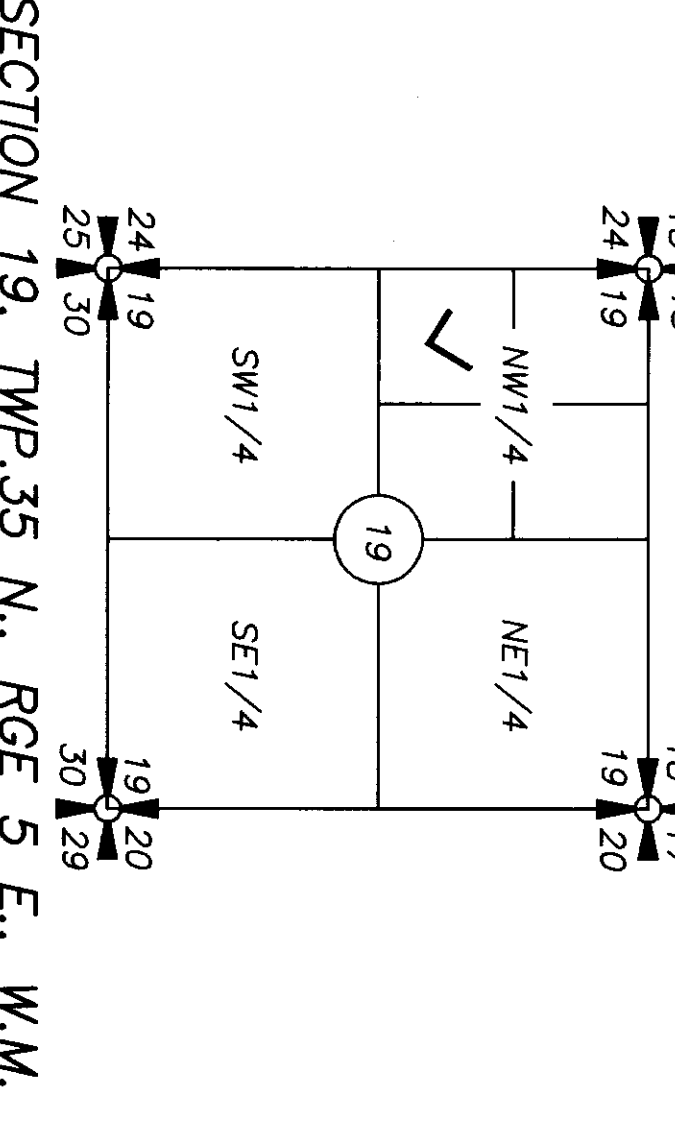 24 19 19 20
NW1/4 NE1/4
19
SW1/4 SE1/4
24 19 19 20
25 30 30 29
SECTION 19, TWP.35 N., RGE 5 E., W.M.